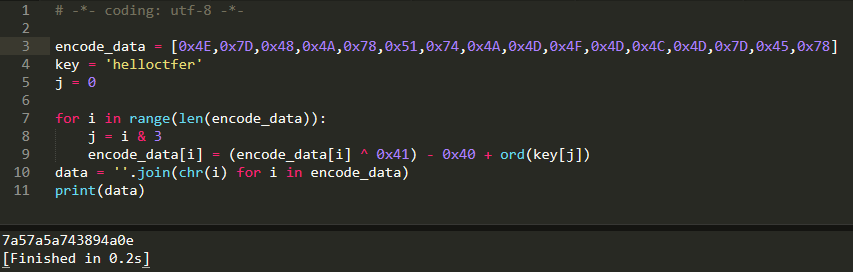 1 # -*- coding: utf-8 -*-
2
3 encode_data = [0x4E,0x7D,0x48,0x4A,0x78,0x51,0x74,0x4A,0x4D,0x4F,0x4D,0x4C,0x4D,0x7D,0x45,0x78]
4 key = 'helloctfer'
5 j = 0
6
7 for i in range(len(encode_data)):
8     j = i & 3
9     encode_data[i] = (encode_data[i] ^ 0x41) - 0x40 + ord(key[j])
10 data = ''.join(chr(i) for i in encode_data)
11 print(data)
7a57a5a743894a0e
[Finished in 0.2s]